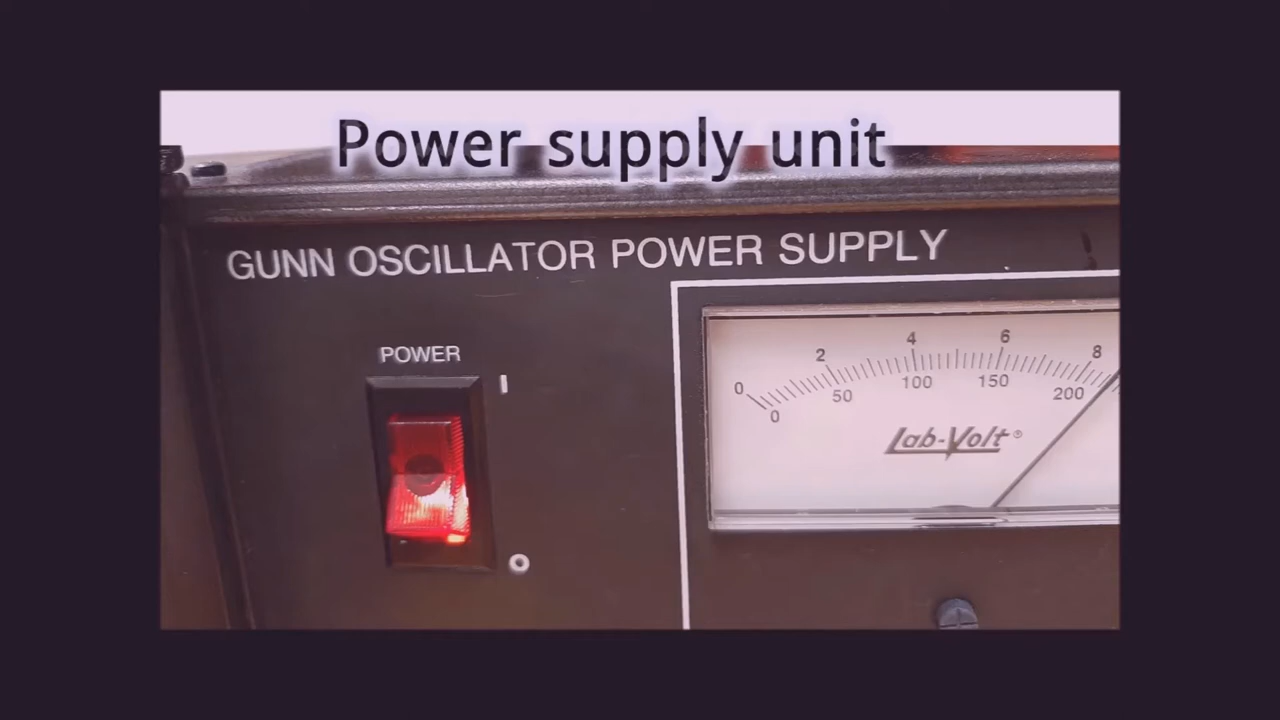 Power supply unit
GUNN OSCILLATOR POWER SUPPLY
POWER
I
O
0 2 4 6 8
0 50 100 150 200
Lab-Volt®